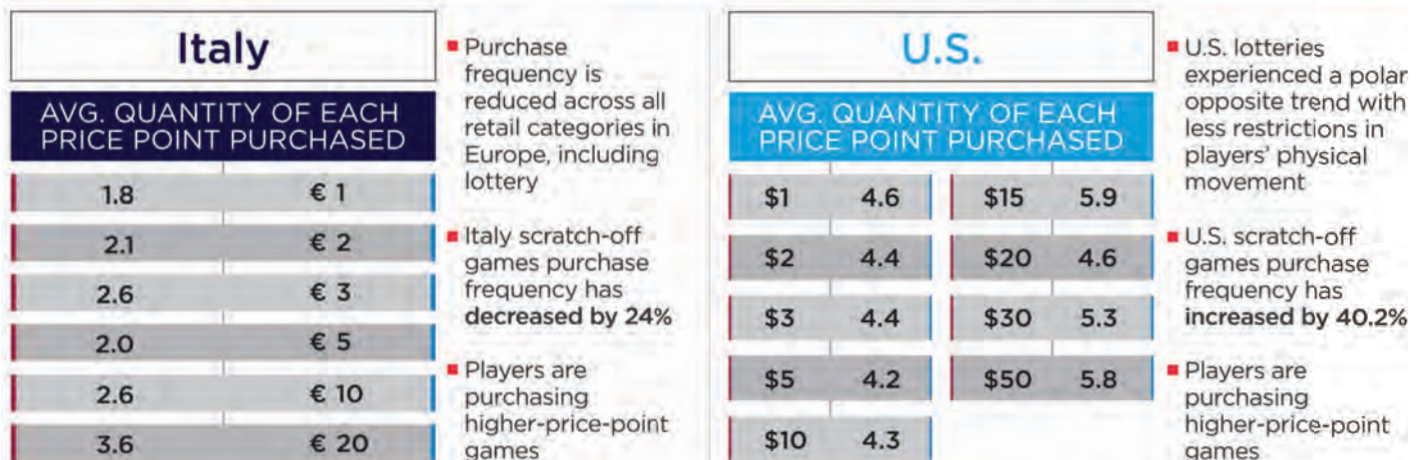 Italy
AVG. QUANTITY OF EACH
PRICE POINT PURCHASED
1.8 € 1
2.1 € 2
2.6 € 3
2.0 € 5
2.6 € 10
3.6 € 20
Purchase
frequency is
reduced across all
retail categories in
Europe, including
lottery
Italy scratch-off
games purchase
frequency has
decreased by 24%
Players are
purchasing
higher-price-point
games
U.S.
AVG. QUANTITY OF EACH
PRICE POINT PURCHASED
$1 4.6 $15 5.9
$2 4.4 $20 4.6
$3 4.4 $30 5.3
$5 4.2 $50 5.8
$10 4.3
U.S. lotteries
experienced a polar
opposite trend with
less restrictions in
players' physical
movement
U.S. scratch-off
games purchase
frequency has
increased by 40.2%
Players are
purchasing
higher-price-point
games